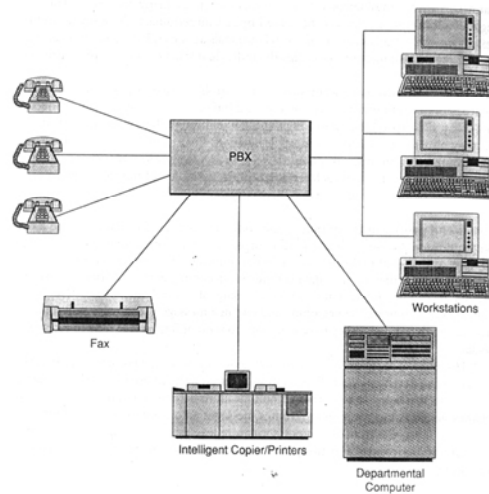 PBX
Workstations
Fax
Intelligent Copier/Printers
Departmental
Computer